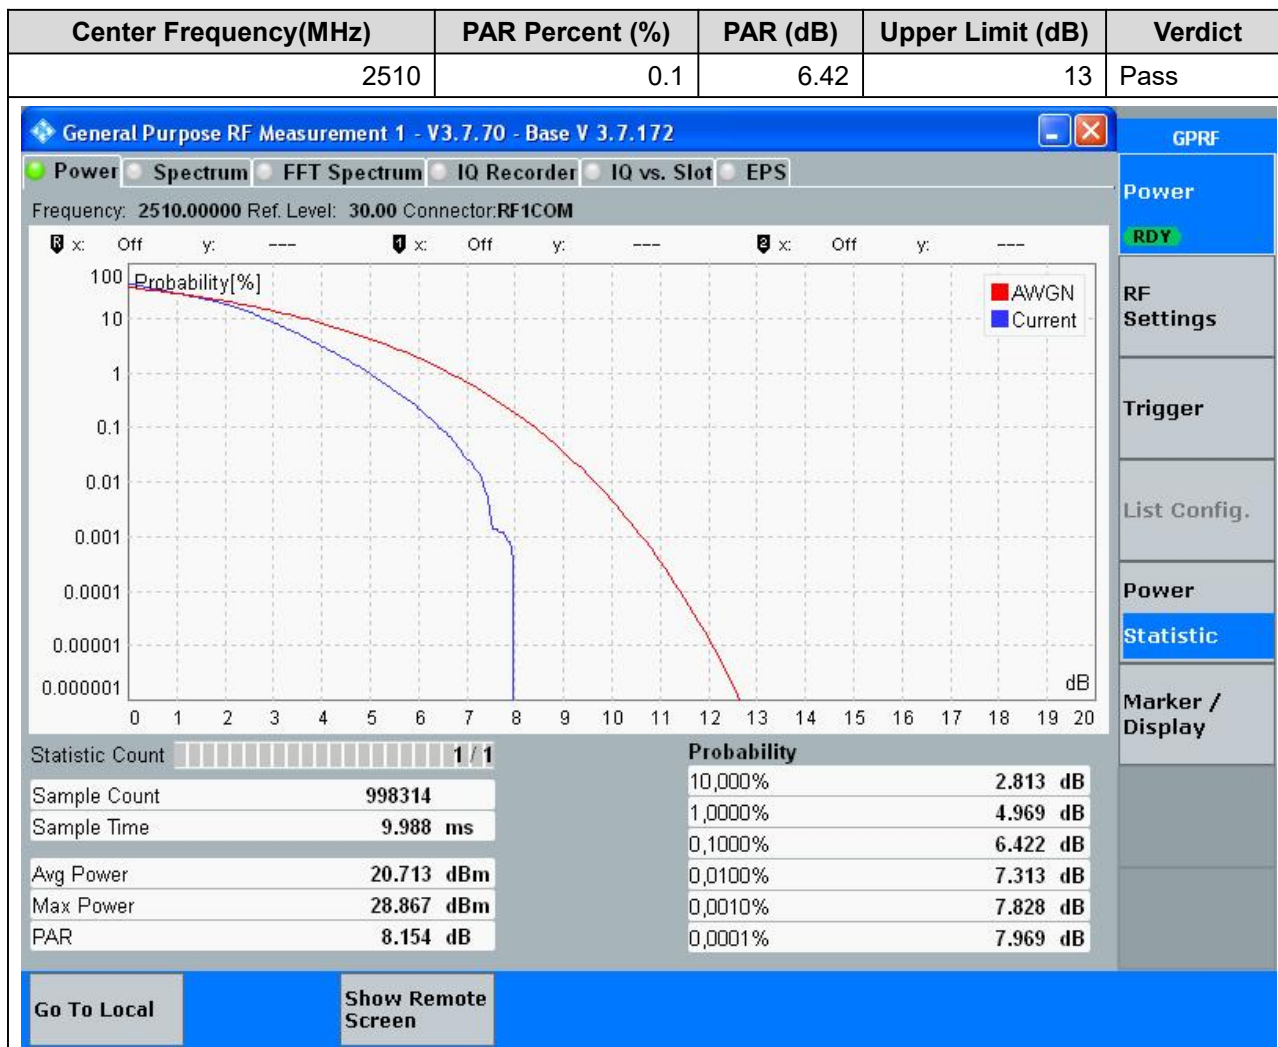 Center Frequency(MHz) PAR Percent (%) PAR (dB) Upper Limit (dB) Verdict
2510 0.1 6.42 13 Pass
General Purpose RF Measurement 1 - V3.7.70 - Base V 3.7.172
GPRF
Power Spectrum FFT Spectrum IQ Recorder IQ vs. Slot EPS
Frequency: 2510.00000 Ref. Level: 30.00 Connector:RF1COM
R x: Off y: --- 1 x: Off y: --- 2 x: Off y: ---
Probability[%]
100
10
1
0.1
0.01
0.001
0.0001
0.00001
0.000001
AWGN
Current
dB
0 1 2 3 4 5 6 7 8 9 10 11 12 13 14 15 16 17 18 19 20
Statistic Count 1 / 1
Sample Count 998314
Sample Time 9.988 ms
Avg Power 20.713 dBm
Max Power 28.867 dBm
PAR 8.154 dB
Probability
10,000% 2.813 dB
1,0000% 4.969 dB
0,1000% 6.422 dB
0,0100% 7.313 dB
0,0010% 7.828 dB
0,0001% 7.969 dB
Power
RDY
RF
Settings
Trigger
List Config.
Power
Statistic
Marker /
Display
Go To Local
Show Remote
Screen